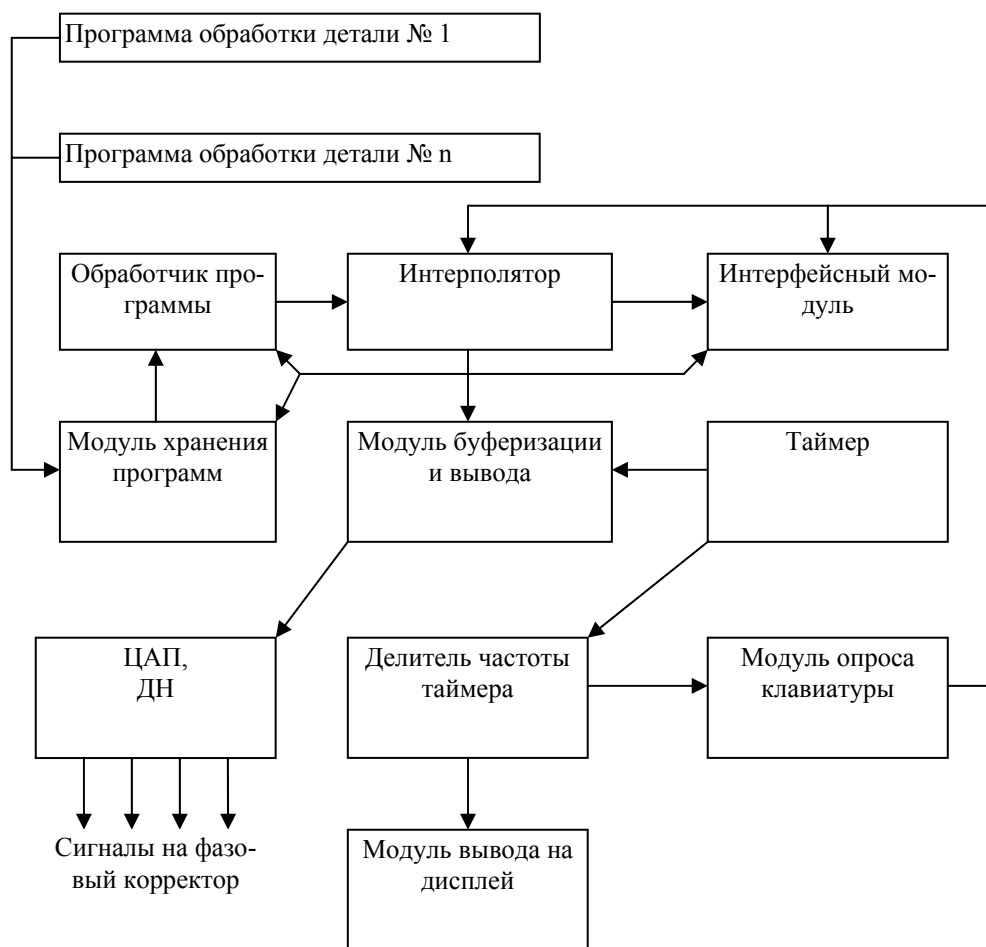 Программа обработки детали № 1
Программа обработки детали № n
Обработчик про-
граммы
Интерполятор
Интерфейсный мо-
дуль
Модуль хранения
программ
Модуль буферизации
и вывода
Таймер
ЦАП,
ДН
Делитель частоты
таймера
Модуль опроса
клавиатуры
Сигналы на фазо-
вый корректор
Модуль вывода на
дисплей